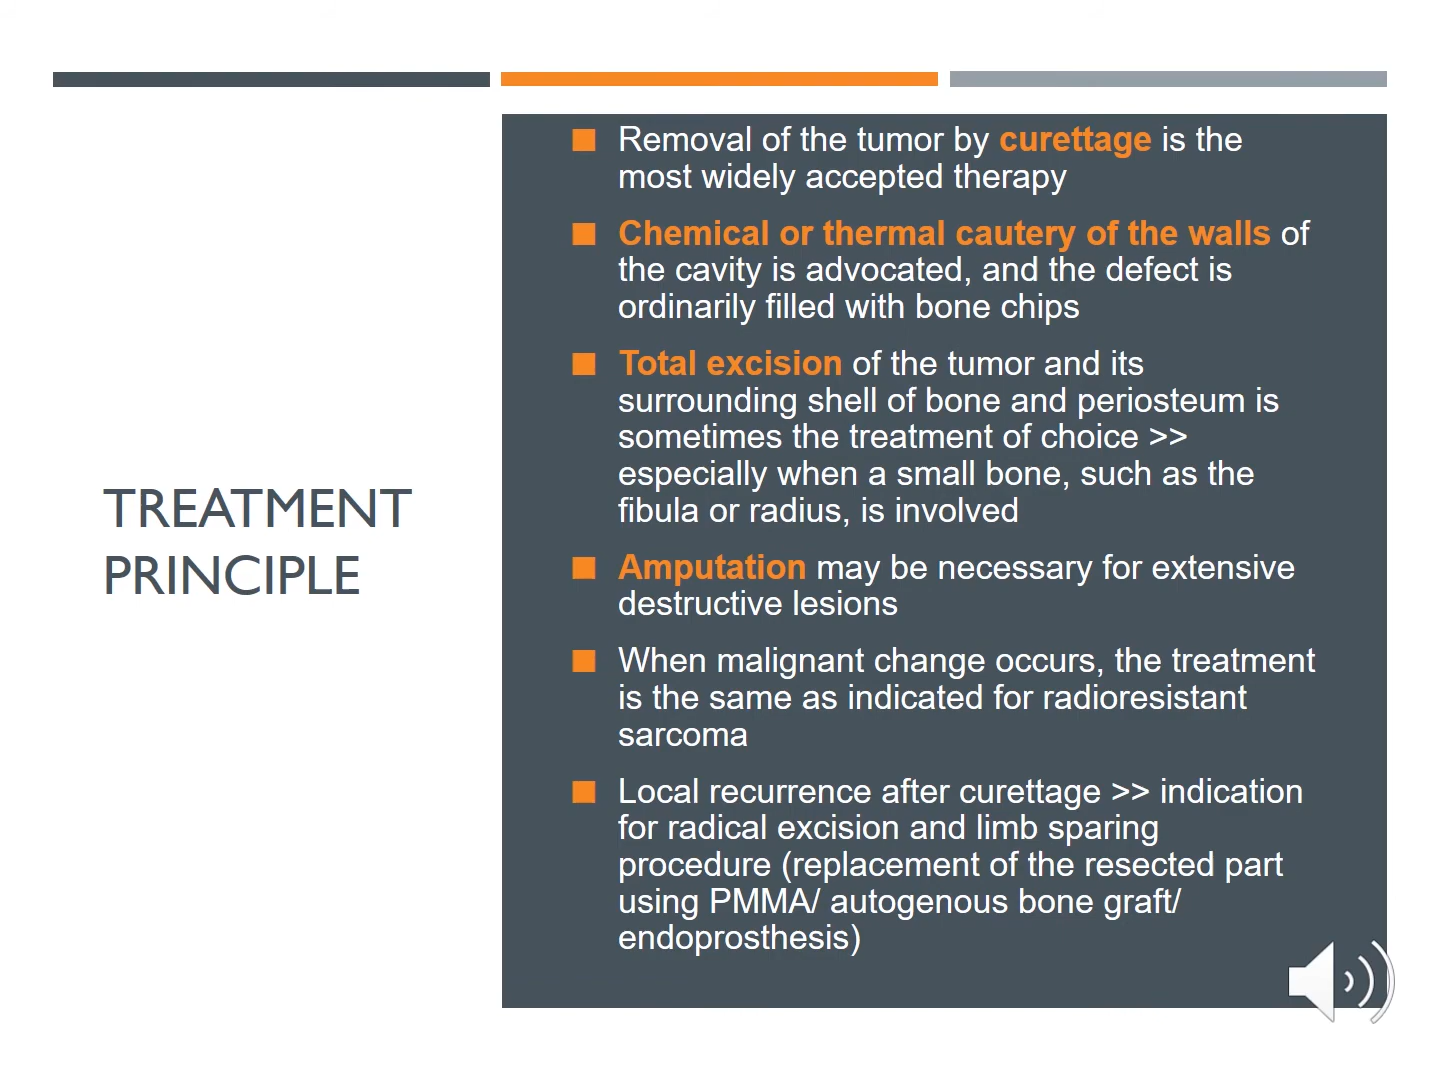 TREATMENT
PRINCIPLE
Removal of the tumor by curettage is the
most widely accepted therapy
Chemical or thermal cautery of the walls of
the cavity is advocated, and the defect is
ordinarily filled with bone chips
Total excision of the tumor and its
surrounding shell of bone and periosteum is
sometimes the treatment of choice >>
especially when a small bone, such as the
fibula or radius, is involved
Amputation may be necessary for extensive
destructive lesions
When malignant change occurs, the treatment
is the same as indicated for radioresistant
sarcoma
Local recurrence after curettage >> indication
for radical excision and limb sparing
procedure (replacement of the resected part
using PMMA/ autogenous bone graft/
endoprosthesis)